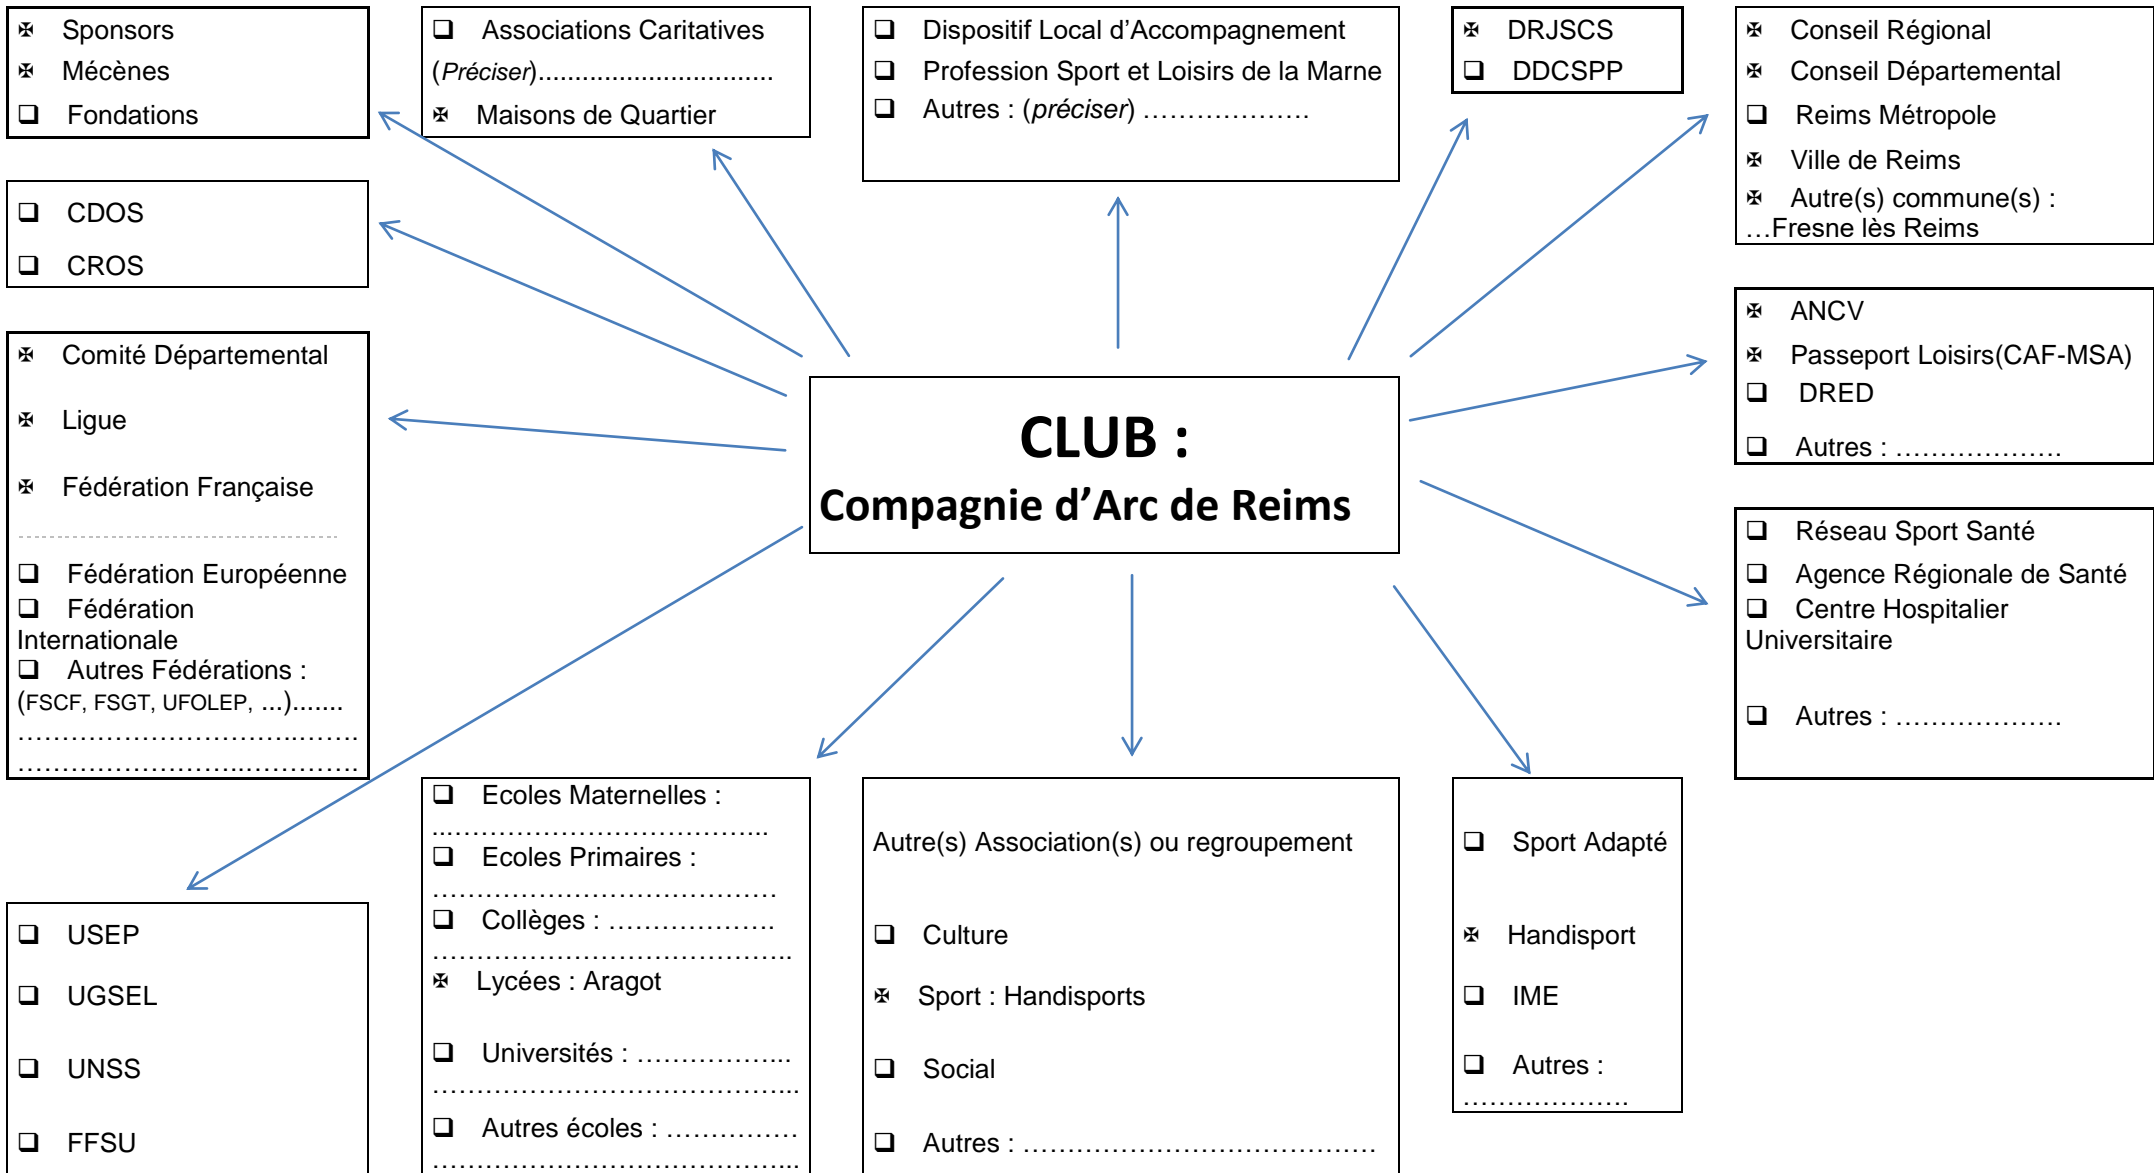 ✠ Sponsors
✠ Mécènes
❑ Fondations
❑ Associations Caritatives
(Préciser)................................
✠ Maisons de Quartier
❑ Dispositif Local d’Accompagnement
❑ Profession Sport et Loisirs de la Marne
❑ Autres : (préciser) ……………….
✠ DRJSCS
❑ DDCSPP
✠ Conseil Régional
✠ Conseil Départemental
❑ Reims Métropole
✠ Ville de Reims
✠ Autre(s) commune(s) :
…Fresne lès Reims
❑ CDOS
❑ CROS
✠ ANCV
✠ Passeport Loisirs(CAF-MSA)
❑ DRED
❑ Autres : ……………….
✠ Comité Départemental
✠ Ligue
✠ Fédération Française
❑ Fédération Européenne
❑ Fédération
Internationale
❑ Autres Fédérations :
(FSCF, FSGT, UFOLEP, ...).......
…………………………..…….
……………………..………….
CLUB :
Compagnie d’Arc de Reims
❑ Réseau Sport Santé
❑ Agence Régionale de Santé
❑ Centre Hospitalier
Universitaire
❑ Autres : ……………….
❑ USEP
❑ UGSEL
❑ UNSS
❑ FFSU
❑ Ecoles Maternelles :
...………………………………..
❑ Ecoles Primaires :
…………………………………
❑ Collèges : ……………….
…………………………………..
✠ Lycées : Aragot
❑ Universités : ……………...
…………………………………...
❑ Autres écoles : ……………
…………………………………...
Autre(s) Association(s) ou regroupement
❑ Culture
✠ Sport : Handisports
❑ Social
❑ Autres : …………………………………
❑ Sport Adapté
✠ Handisport
❑ IME
❑ Autres :
……………….